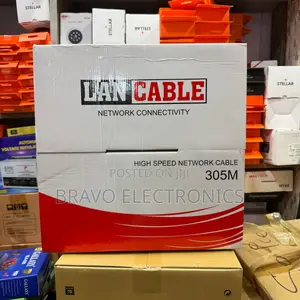 LAN CABLE
NETWORK CONNECTIVITY
HIGH SPEED NETWORK CABLE
305M
POSTED ON jiji
BRAVO ELECTRONICS
STELLAR
STELLAR